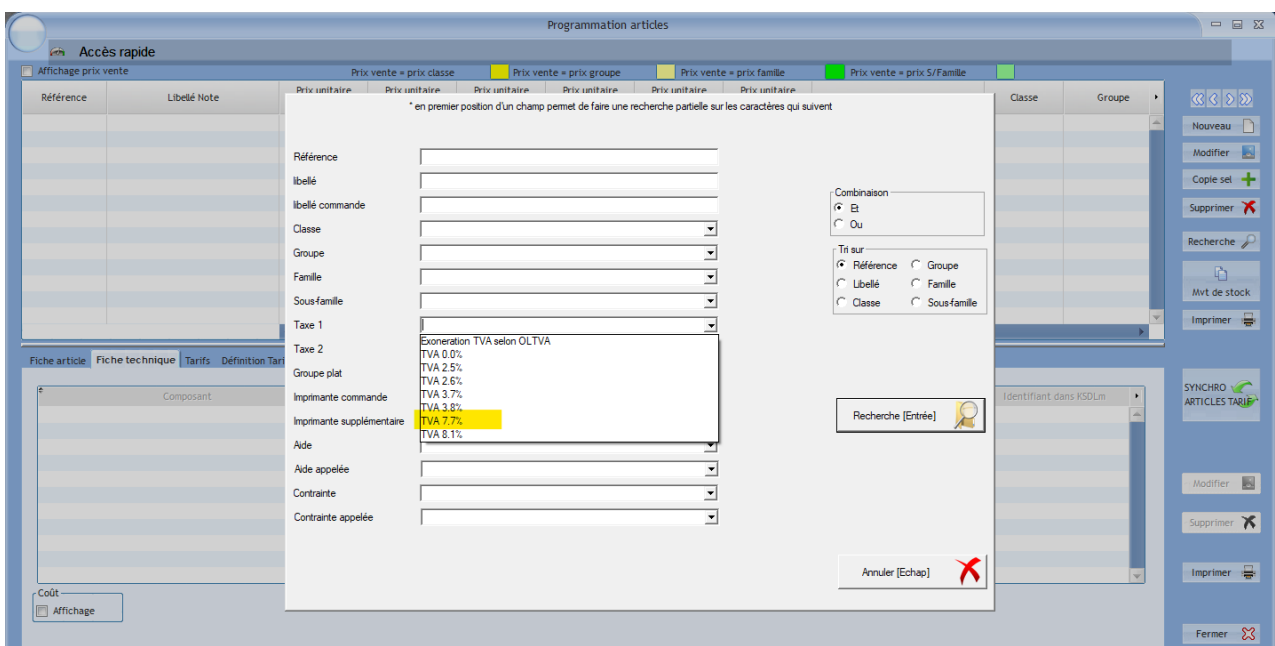 Programmation articles
Accès rapide
Affichage prix vente
Prix vente = prix classe
Prix vente = prix groupe
Prix vente = prix famille
Prix vente = prix S/Famille
Référence
Libellé Note
Prix unitaire
Prix unitaire
Prix unitaire
Prix unitaire
Prix unitaire
Prix unitaire
Classe
Groupe
* en premier position d'un champ permet de faire une recherche partielle sur les caractères qui suivent
Référence
libellé
libellé commande
Classe
Groupe
Famille
Sous-famille
Taxe 1
Exoneration TVA selon OLTVA
TVA 0.0%
TVA 2.5%
TVA 2.6%
TVA 3.7%
TVA 3.8%
TVA 7.7%
TVA 8.1%
Taxe 2
Groupe plat
Imprimante commande
Imprimante supplémentaire
Aide
Aide appelée
Contrainte
Contrainte appelée
Combinaison
Et
Ou
Tri sur
Référence
Groupe
Libellé
Famille
Classe
Sous-famille
Recherche [Entrée]
Annuler [Echap]
Nouveau
Modifier
Copie sel
Supprimer
Recherche
Mvt de stock
Imprimer
Fiche article
Fiche technique
Tarifs
Définition Tari
Composant
Identifiant dans KSDLm
SYNCHRO
ARTICLES TARIF
Modifier
Supprimer
Imprimer
Coût
Affichage
Fermer